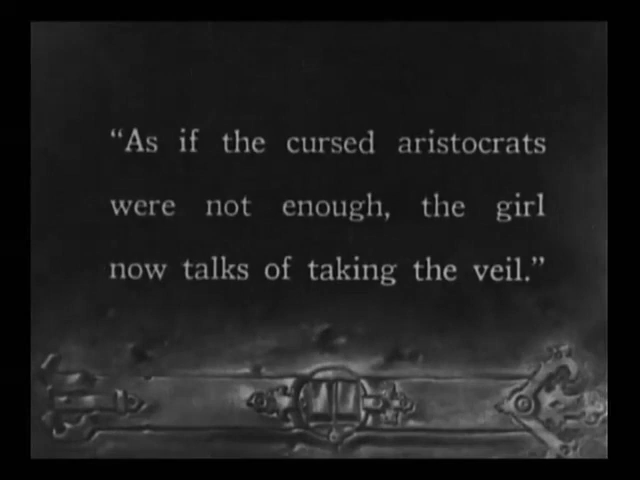 “As if the cursed aristocrats
were not enough, the girl
now talks of taking the veil.”